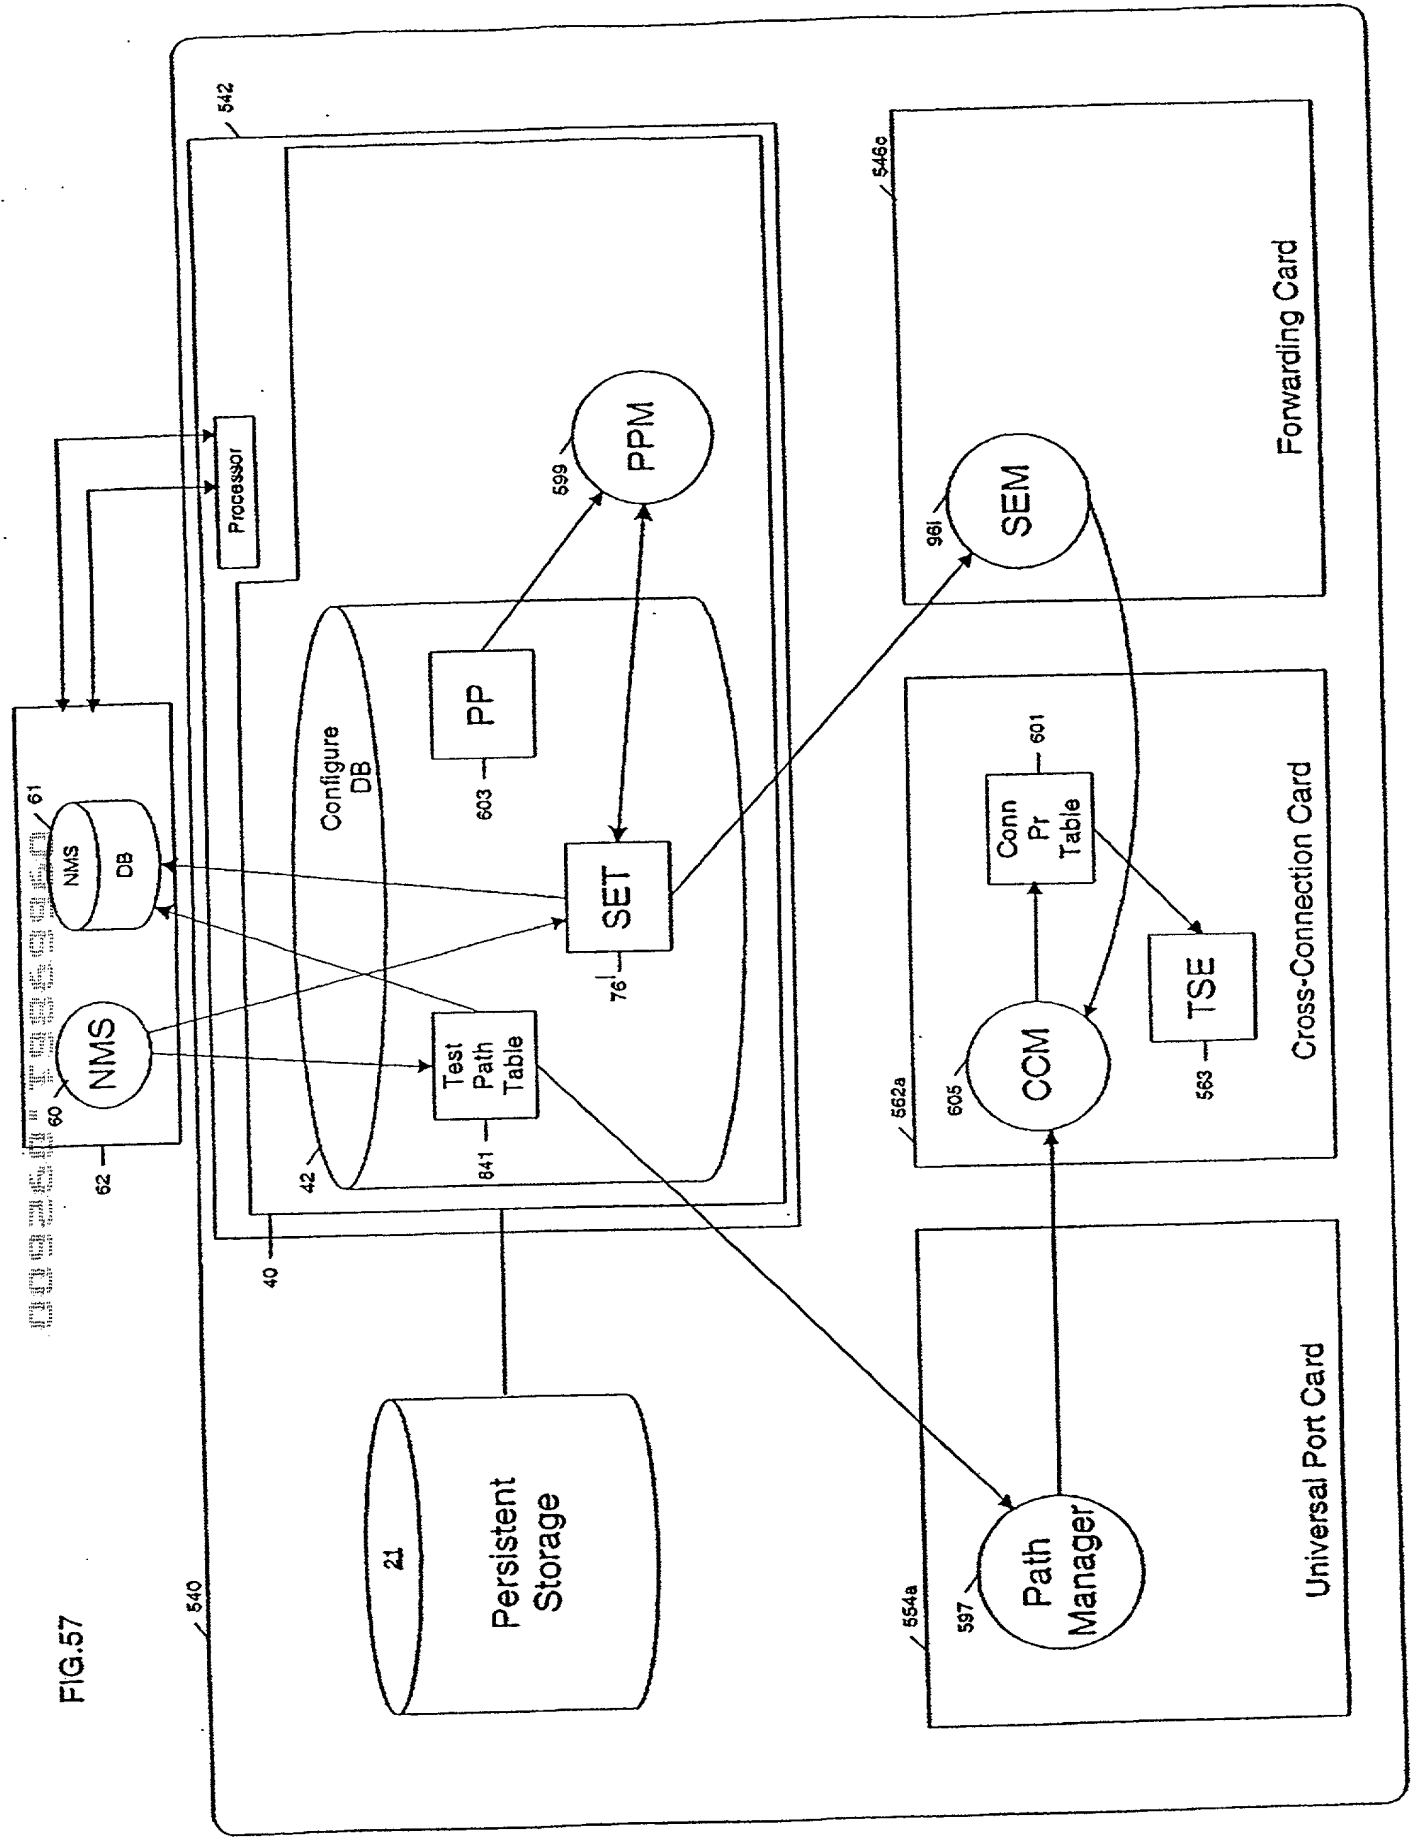 FIG.57
62
60
NMS
NMS
DB
61
540
542
Processor
40
42
Configure
DB
21
Persistent
Storage
Test
Path
Table
841
SET
76
PP
603
PPM
599
554a
597
Path
Manager
Universal Port Card
562a
605
CCM
Conn
Pr
Table
601
TSE
563
Cross-Connection Card
546c
96i
SEM
Forwarding Card